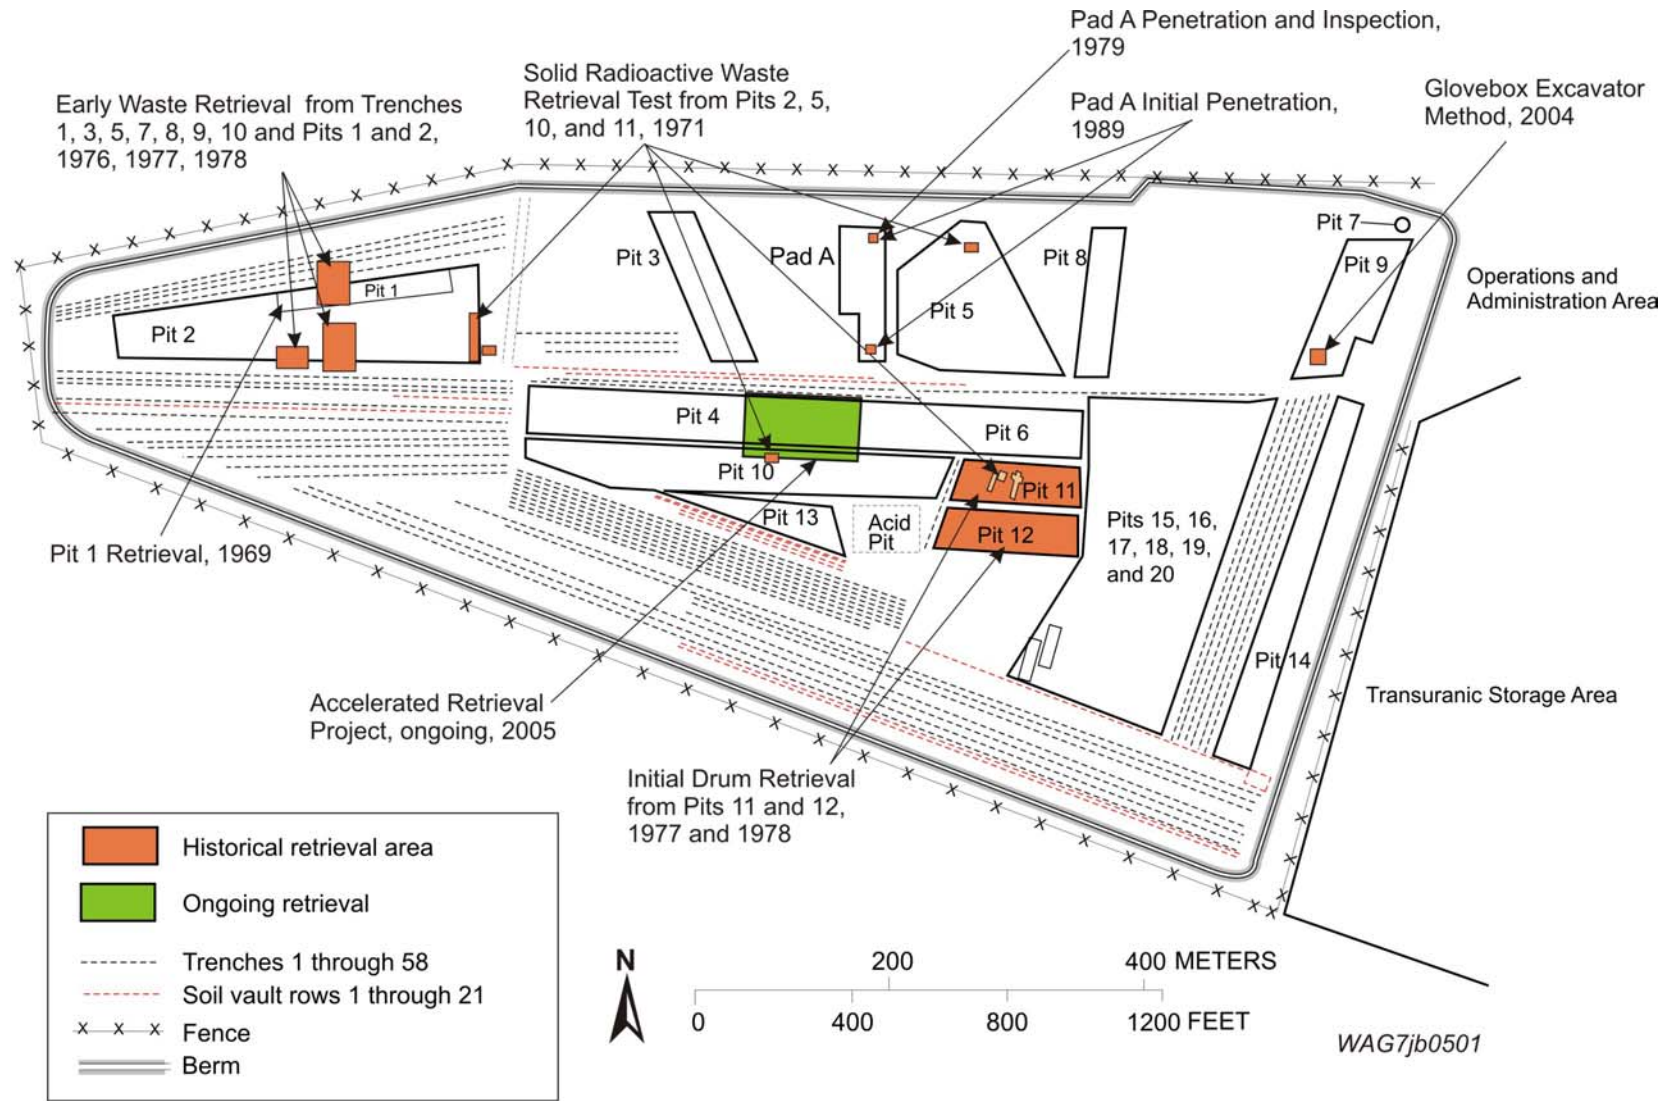 Pad A Penetration and Inspection,
1979
Solid Radioactive Waste
Retrieval Test from Pits 2, 5,
10, and 11, 1971
Glovebox Excavator
Method, 2004
Early Waste Retrieval from Trenches
1, 3, 5, 7, 8, 9, 10 and Pits 1 and 2,
1976, 1977, 1978
Pad A Initial Penetration,
1989
Pit 7
Pit 3
Pad A
Pit 8
Pit 9
Operations and
Administration Area
Pit 1
Pit 2
Pit 5
Pit 4
Pit 6
Pit 10
Pit 11
Pit 13
Acid
Pit
Pit 12
Pits 15, 16,
17, 18, 19,
and 20
Pit 1 Retrieval, 1969
Pit 14
Transuranic Storage Area
Accelerated Retrieval
Project, ongoing, 2005
Initial Drum Retrieval
from Pits 11 and 12,
1977 and 1978
Historical retrieval area
Ongoing retrieval
Trenches 1 through 58
Soil vault rows 1 through 21
X X X Fence
Berm
N
200 400 METERS
0 400 800 1200 FEET
WAG7jb0501